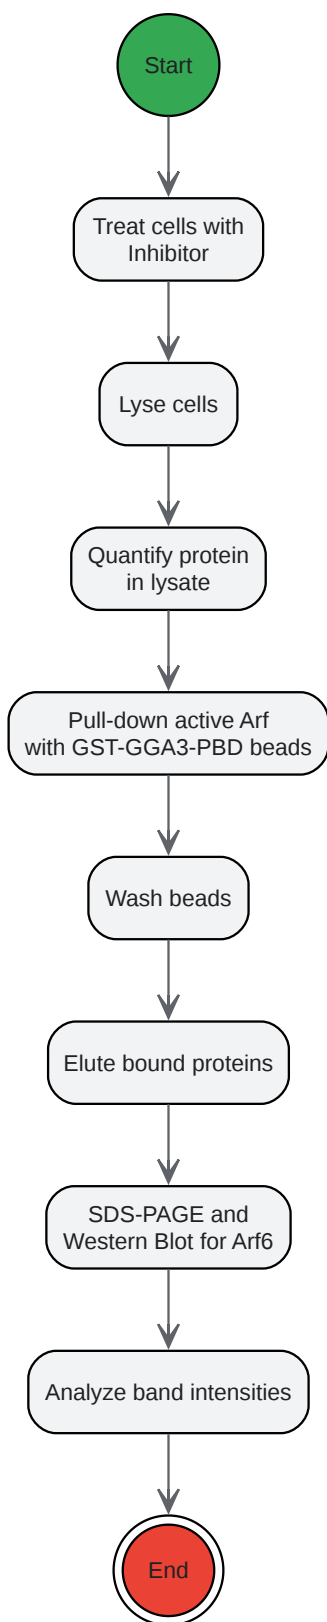 Start
Treat cells with
Inhibitor
Lyse cells
Quantify protein
in lysate
Pull-down active Arf
with GST-GGA3-PBD beads
Wash beads
Elute bound proteins
SDS-PAGE and
Western Blot for Arf6
Analyze band intensities
End